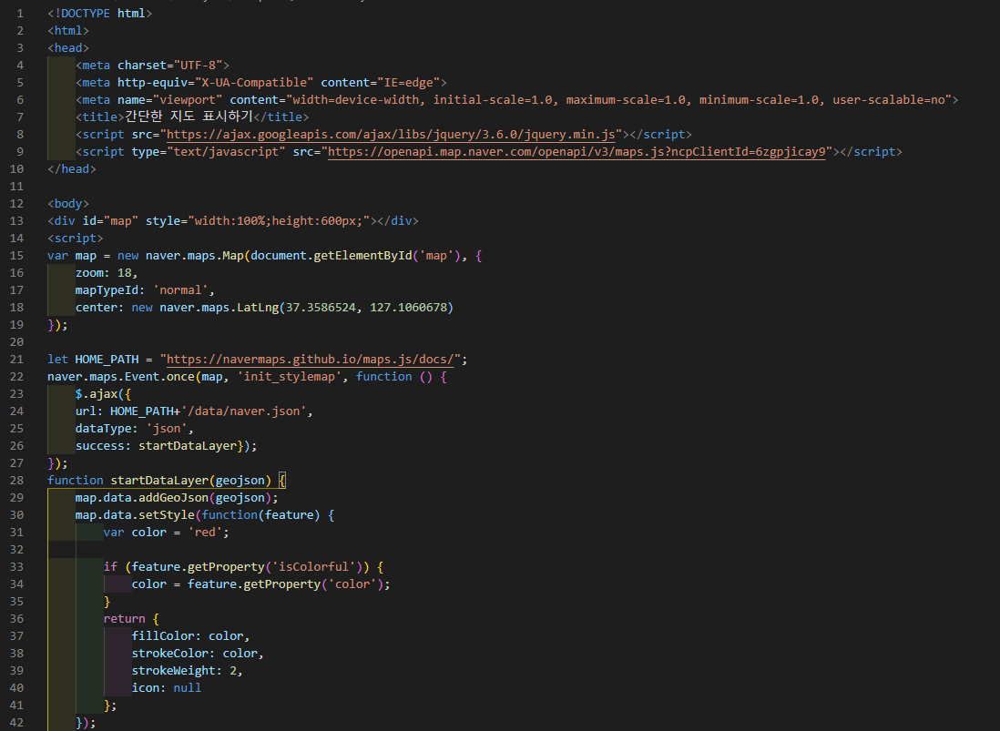 1 <!DOCTYPE html>
2 <html>
3 <head>
4 <meta charset="UTF-8">
5 <meta http-equiv="X-UA-Compatible" content="IE=edge">
6 <meta name="viewport" content="width=device-width, initial-scale=1.0, maximum-scale=1.0, minimum-scale=1.0, user-scalable=no">
7 <title>간단한 지도 표시하기</title>
8 <script src="https://ajax.googleapis.com/ajax/libs/jquery/3.6.0/jquery.min.js"></script>
9 <script type="text/javascript" src="https://openapi.map.naver.com/openapi/v3/maps.js?ncpClientId=6zgpjicay9"></script>
10 </head>
11
12 <body>
13 <div id="map" style="width:100%;height:600px;"></div>
14 <script>
15 var map = new naver.maps.Map(document.getElementById('map'), {
16 zoom: 18,
17 mapTypeId: 'normal',
18 center: new naver.maps.LatLng(37.3586524, 127.1060678)
19 });
20
21 let HOME_PATH = "https://navermaps.github.io/maps.js/docs/";
22 naver.maps.Event.once(map, 'init_stylemap', function () {
23 $.ajax({
24 url: HOME_PATH+'/data/naver.json',
25 dataType: 'json',
26 success: startDataLayer});
27 });
28 function startDataLayer(geojson) {
29 map.data.addGeoJson(geojson);
30 map.data.setStyle(function(feature) {
31 var color = 'red';
32
33 if (feature.getProperty('isColorful')) {
34 color = feature.getProperty('color');
35 }
36 return {
37 fillColor: color,
38 strokeColor: color,
39 strokeWeight: 2,
40 icon: null
41 };
42 });